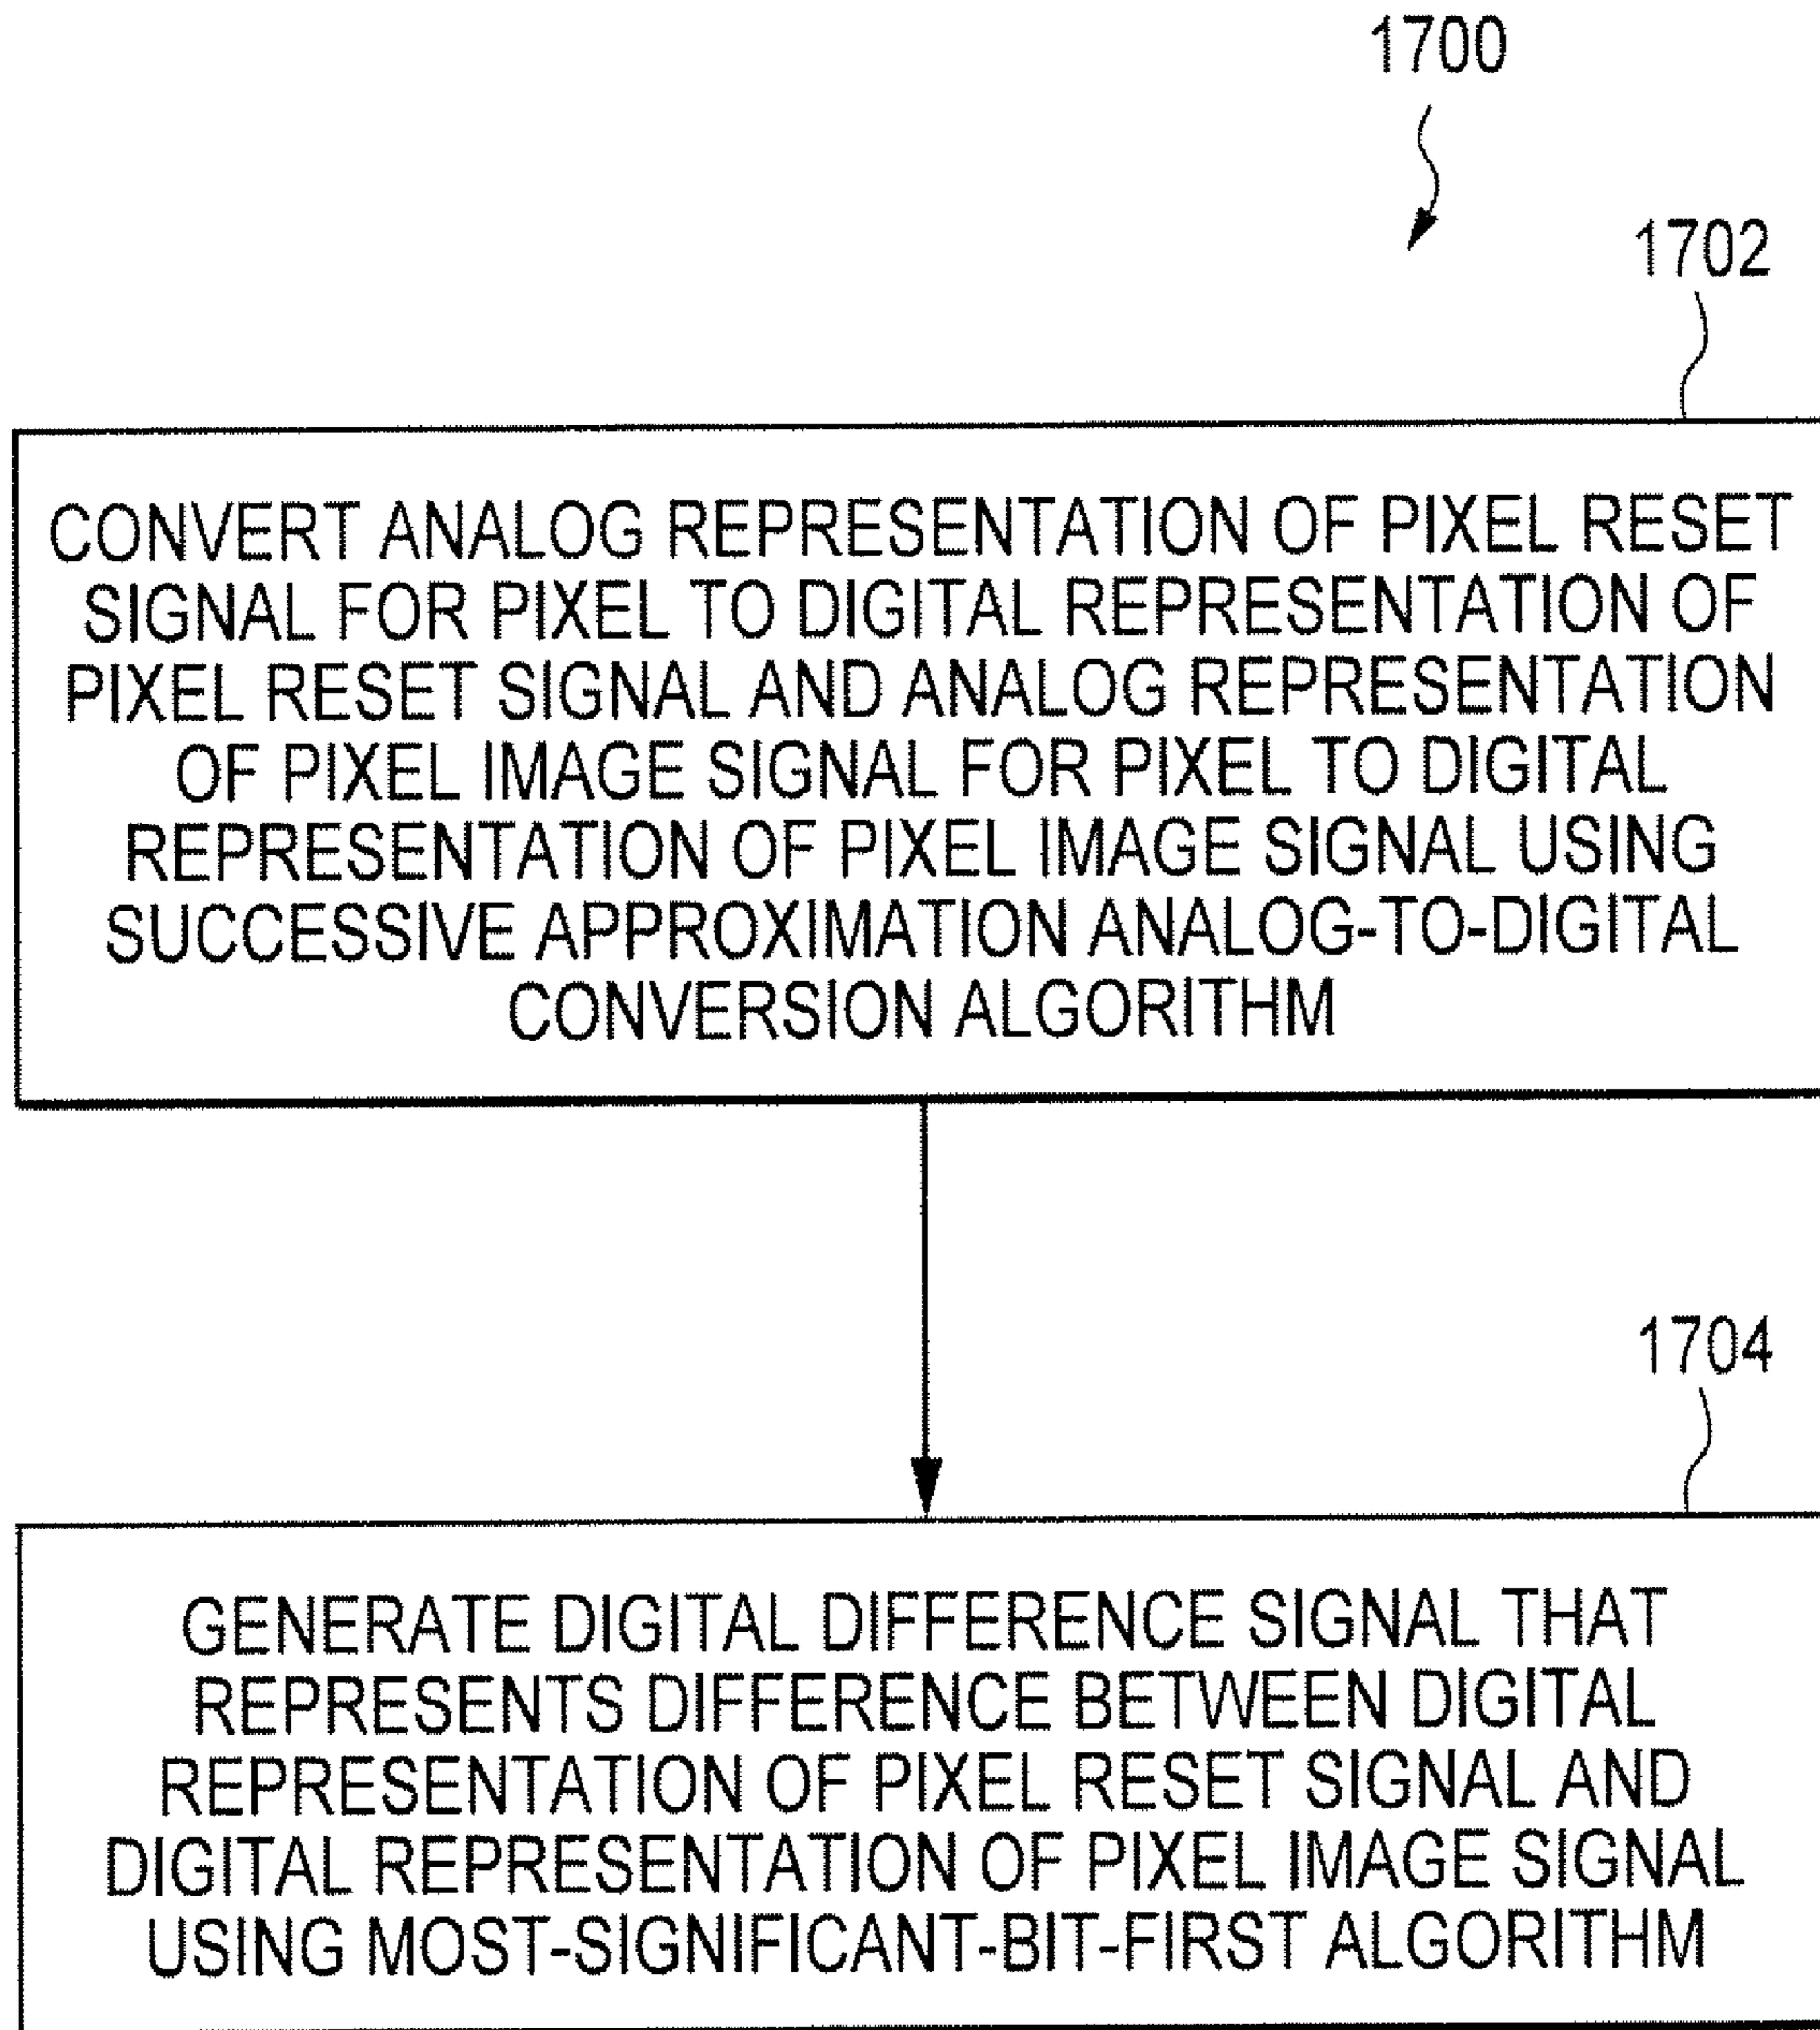 1700
1702
CONVERT ANALOG REPRESENTATION OF PIXEL RESET
SIGNAL FOR PIXEL TO DIGITAL REPRESENTATION OF
PIXEL RESET SIGNAL AND ANALOG REPRESENTATION
OF PIXEL IMAGE SIGNAL FOR PIXEL TO DIGITAL
REPRESENTATION OF PIXEL IMAGE SIGNAL USING
SUCCESSIVE APPROXIMATION ANALOG-TO-DIGITAL
CONVERSION ALGORITHM
1704
GENERATE DIGITAL DIFFERENCE SIGNAL THAT
REPRESENTS DIFFERENCE BETWEEN DIGITAL
REPRESENTATION OF PIXEL RESET SIGNAL AND
DIGITAL REPRESENTATION OF PIXEL IMAGE SIGNAL
USING MOST-SIGNIFICANT-BIT-FIRST ALGORITHM